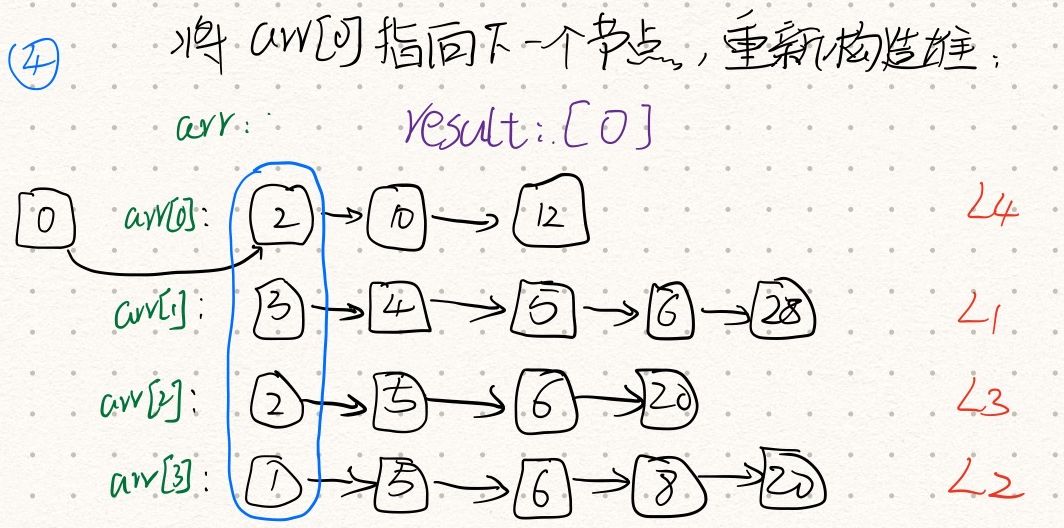 ④ 将 arr[0] 指向下一个节点，重新构造堆：
arr: result: [0]
0 arr[0]: 2 → 10 → 12 L4
arr[1]: 3 → 4 → 5 → 6 → 28 L1
arr[2]: 2 → 5 → 6 → 20 L3
arr[3]: 1 → 5 → 6 → 8 → 20 L2